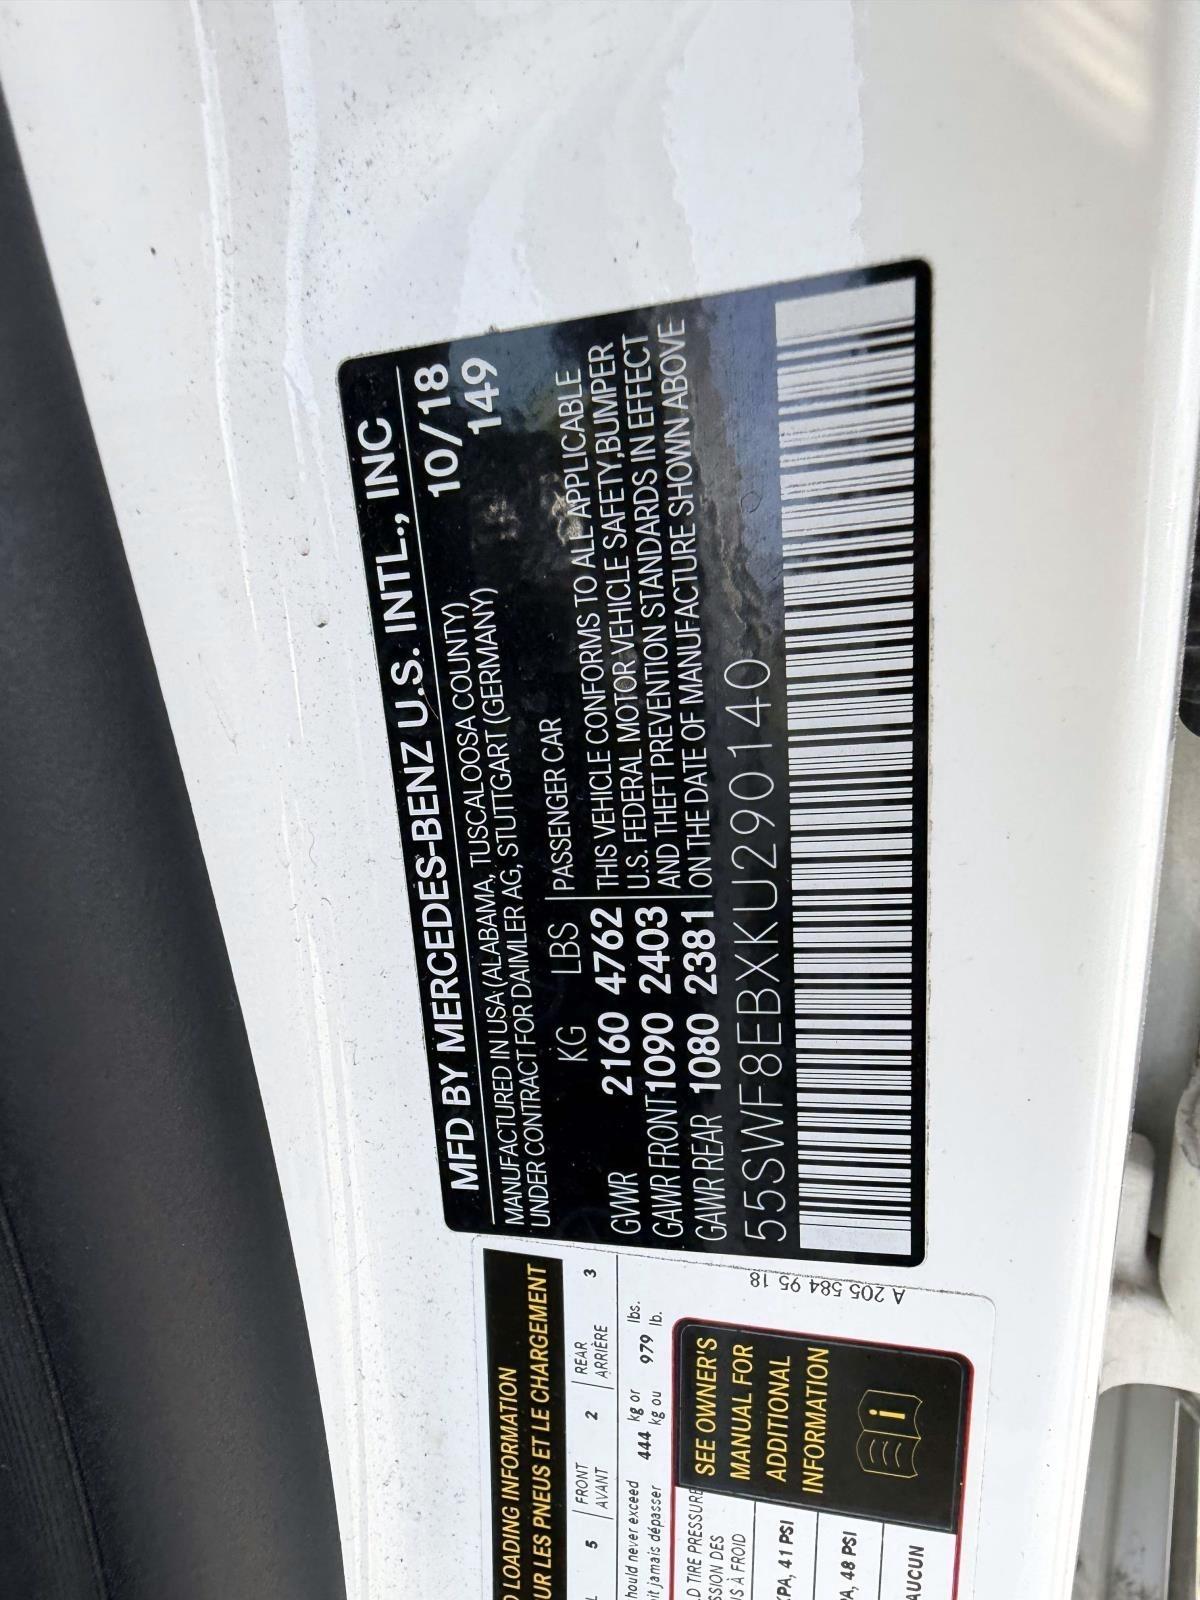 MFD BY MERCEDES-BENZ U.S. INTL., INC
MANUFACTURED IN USA (ALABAMA, TUSCALOOSA COUNTY) 10/18
UNDER CONTRACT FOR DAIMLER AG, STUTTGART (GERMANY) 149
KG LBS PASSENGER CAR
GVWR 2160 4762 THIS VEHICLE CONFORMS TO ALL APPLICABLE
U.S. FEDERAL MOTOR VEHICLE SAFETY, BUMPER
GAWR FRONT 1090 2403 AND THEFT PREVENTION STANDARDS IN EFFECT
GAWR REAR 1080 2381 ON THE DATE OF MANUFACTURE SHOWN ABOVE
55SWF8EBXKU290140
A 205 584 95 18
LOADING INFORMATION
LES PNEUS ET LE CHARGEMENT
5 FRONT 2 REAR 3
AVANT ARRIÈRE
should never exceed 444 kg or 979 lbs.
jamais dépasser kg ou lb.
TIRE PRESSURE
DES
À FROID
41 PSI
48 PSI
AUCUN
SEE OWNER'S
MANUAL FOR
ADDITIONAL
INFORMATION
i